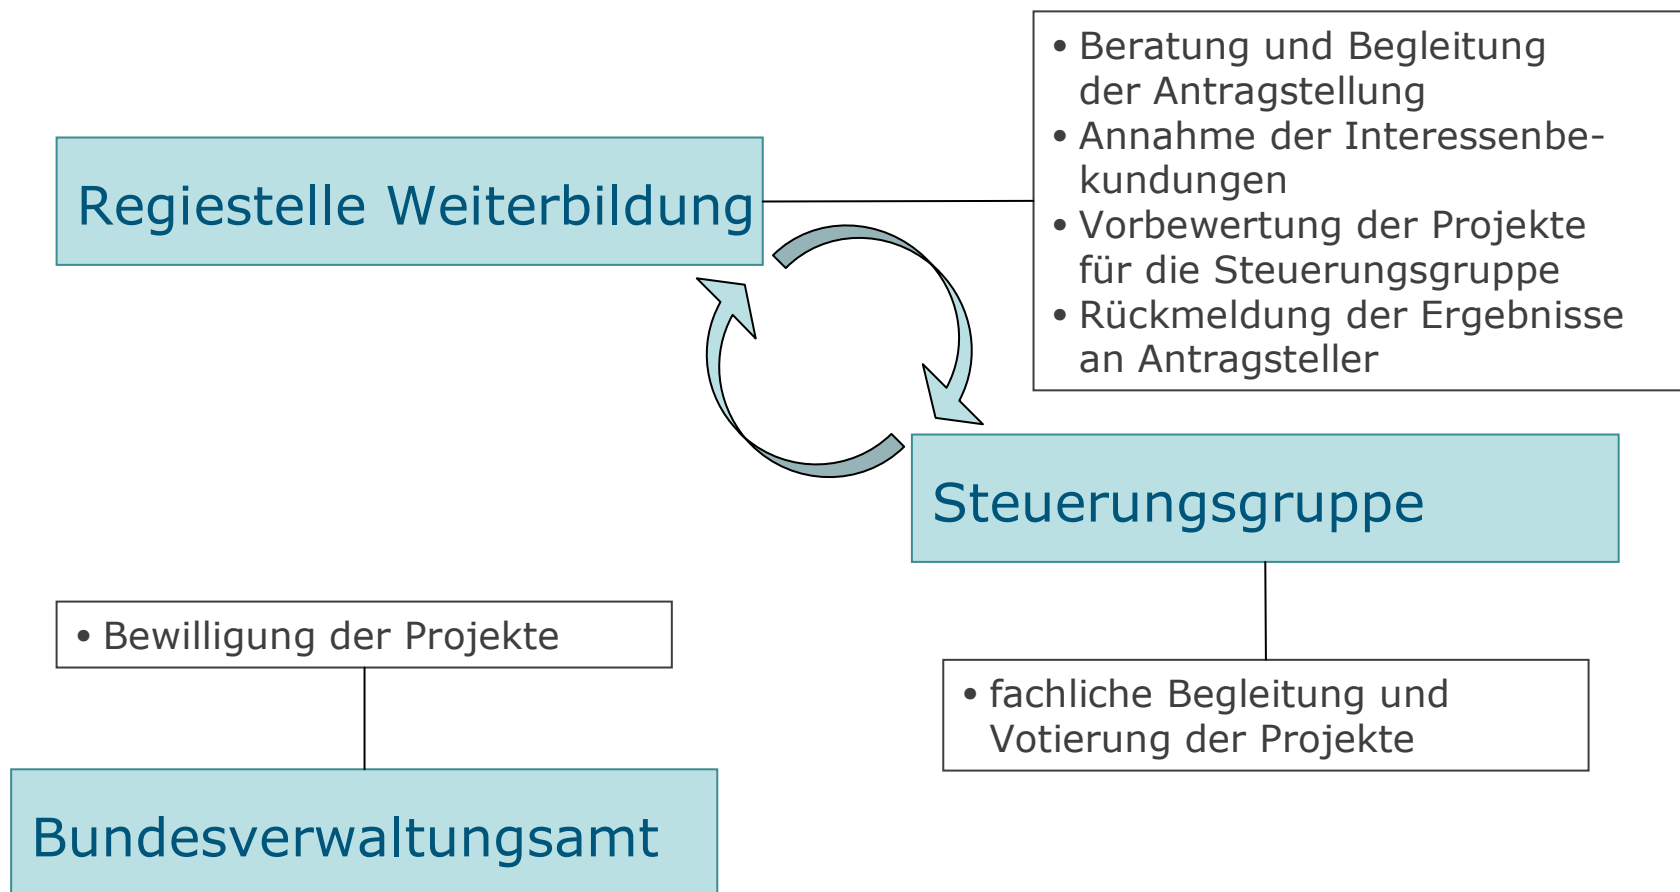 Regiestelle Weiterbildung
• Beratung und Begleitung
der Antragstellung
• Annahme der Interessenbe-
kundungen
• Vorbewertung der Projekte
für die Steuerungsgruppe
• Rückmeldung der Ergebnisse
an Antragsteller
Steuerungsgruppe
• fachliche Begleitung und
Votierung der Projekte
• Bewilligung der Projekte
Bundesverwaltungsamt